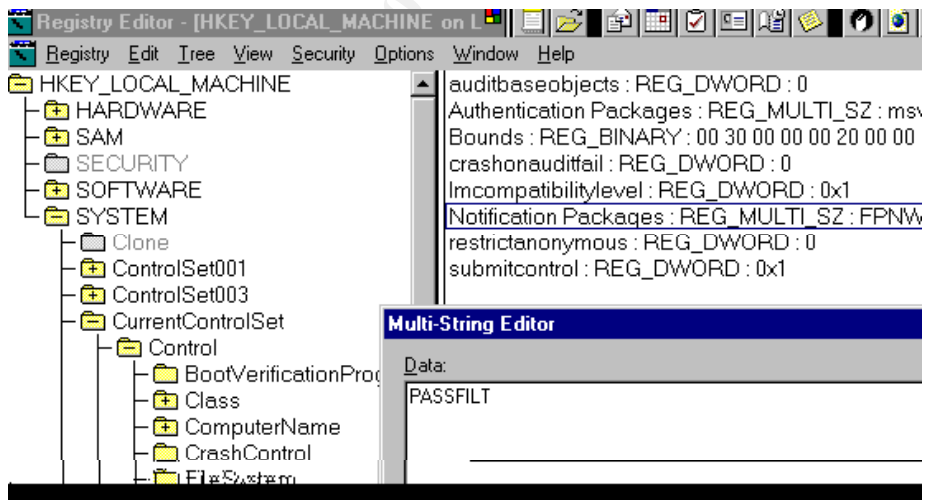 Registry Editor - [HKEY_LOCAL_MACHINE on L
Registry Edit Tree View Security Options Window Help
HKEY_LOCAL_MACHINE
HARDWARE
SAM
SECURITY
SOFTWARE
SYSTEM
Clone
ControlSet001
ControlSet003
CurrentControlSet
Control
BootVerificationProg
Class
ComputerName
CrashControl
FileSystem
auditbaseobjects : REG_DWORD : 0
Authentication Packages : REG_MULTI_SZ : msv
Bounds : REG_BINARY : 00 30 00 00 00 20 00 00
crashonauditfail : REG_DWORD : 0
lmcompatibilitylevel : REG_DWORD : 0x1
Notification Packages : REG_MULTI_SZ : FPNW
restrictanonymous : REG_DWORD : 0
submitcontrol : REG_DWORD : 0x1
Multi-String Editor
Data:
PASSFILT